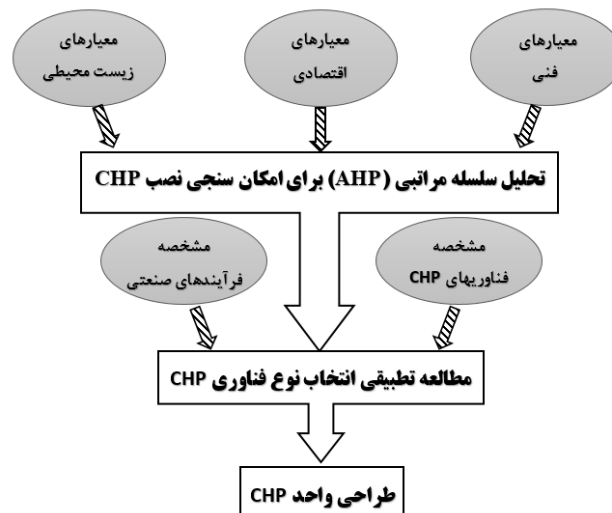 معیارهای
فنی
معیارهای
اقتصادی
معیارهای
زیست محیطی
تحلیل سلسله مراتبی (AHP) برای امکان سنجی نصب CHP
مشخصه
فناوریهای CHP
مشخصه
فرآیندهای صنعتی
مطالعه تطبیقی انتخاب نوع فناوری CHP
طراحی واحد CHP